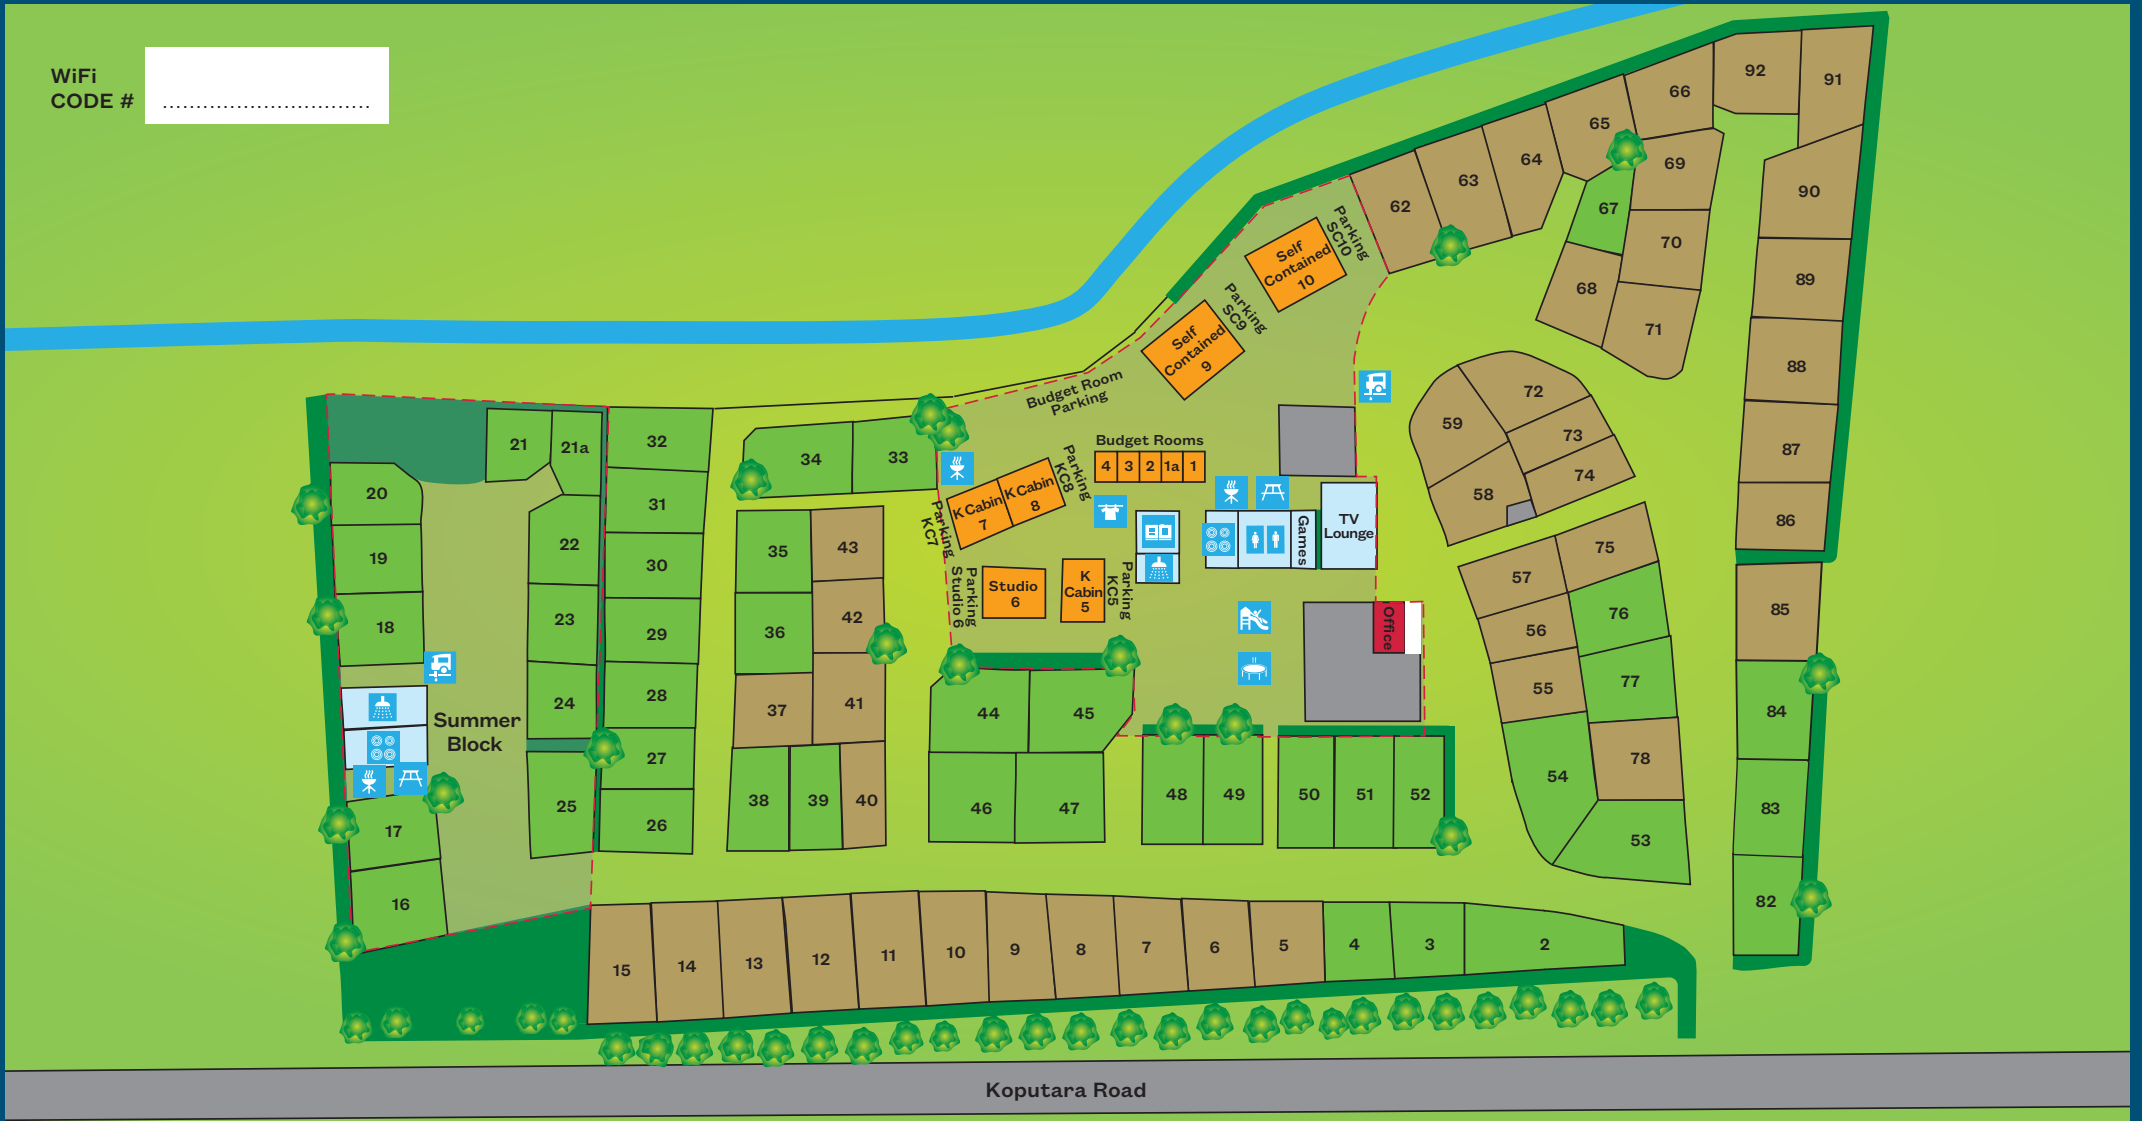 WiFi
CODE # ..............................
92
91
66
65
64
69
63
90
62
67
70
89
68
71
88
87
86
Parking
SC10
Self
Contained
10
Parking
SC9
Self
Contained
9
Budget Room
Parking
Budget Rooms
4 3 2 1a 1
Parking
KC8
K Cabin
7
K Cabin
8
Parking
KC7
Parking
Studio 6
Studio
6
K
Cabin
5
Parking
KC5
Games
TV
Lounge
Office
59
72
73
74
58
75
57
76
56
77
55
78
54
53
85
84
83
82
21
21a
20
19
18
22
23
24
25
Summer
Block
17
16
32
31
30
29
28
27
26
34
33
35
43
36
42
37
41
38
39
40
44
45
46
47
48
49
50
51
52
15
14
13
12
11
10
9
8
7
6
5
4
3
2
Koputara Road